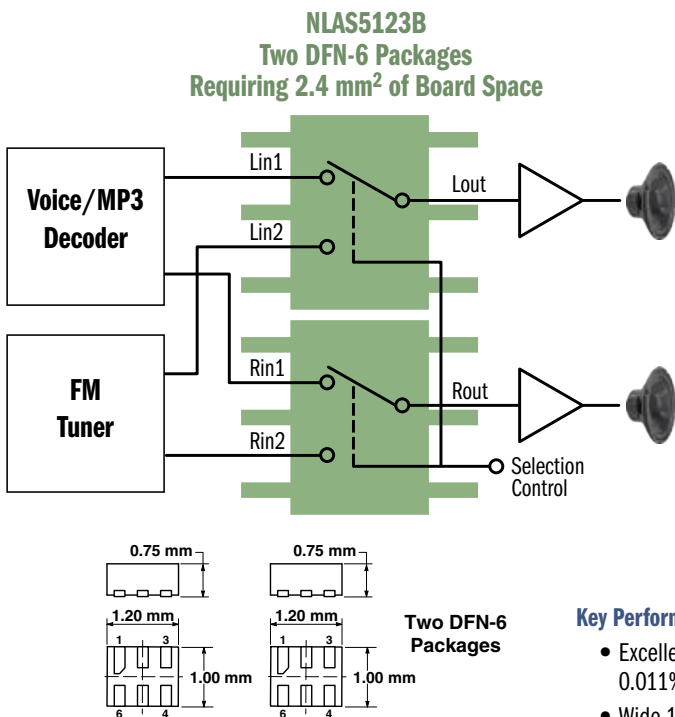 NLAS5123B
Two DFN-6 Packages
Requiring 2.4 mm² of Board Space
Voice/MP3
Decoder
Lin1
Lout
Lin2
FM
Tuner
Rin1
Rout
Rin2
Selection
Control
0.75 mm
0.75 mm
1.20 mm
1.20 mm
Two DFN-6
Packages
1 3
1 3
1.00 mm
1.00 mm
6 4
6 4
Key Perform
• Excelle
0.011%
• Wide 1